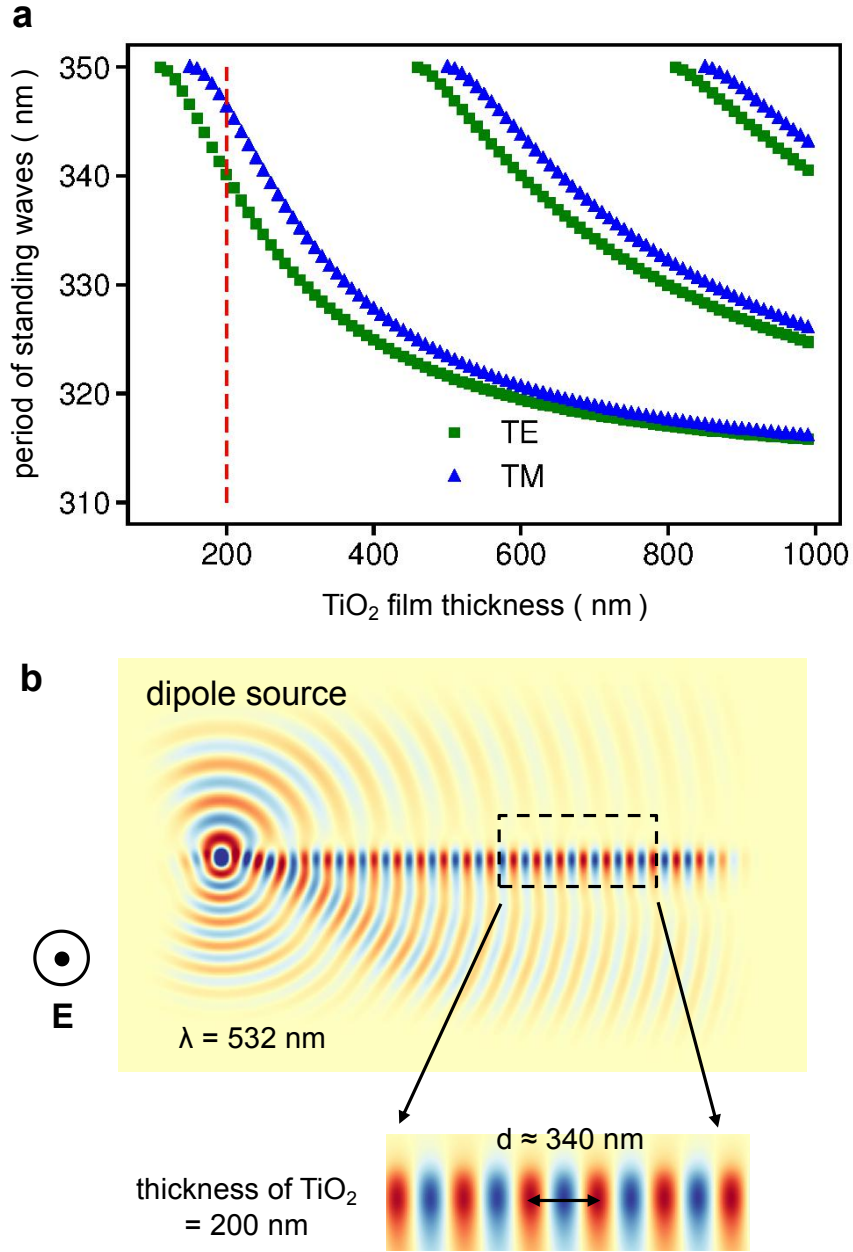 a
period of standing waves ( nm )
350
340
330
320
310
TE
TM
200
400
600
800
1000
TiO₂ film thickness ( nm )
b
dipole source
E
λ = 532 nm
d ≈ 340 nm
thickness of TiO₂
= 200 nm